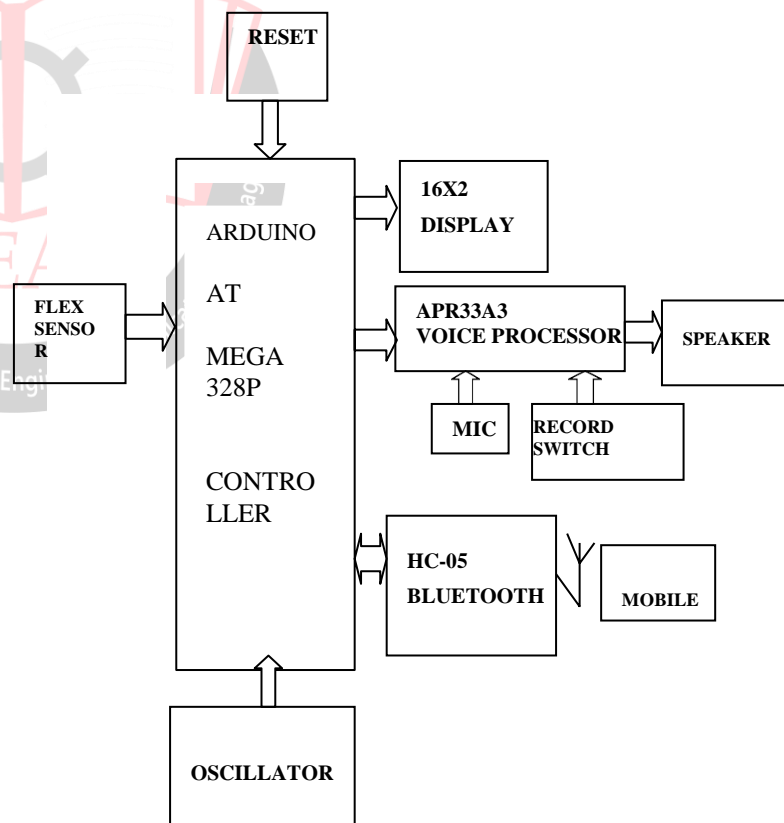 RESET
16X2
DISPLAY
ARDUINO
AT
MEGA
328P
CONTRO
LLER
FLEX
SENSO
R
APR33A3
VOICE PROCESSOR
SPEAKER
MIC
RECORD
SWITCH
HC-05
BLUETOOTH
MOBILE
OSCILLATOR